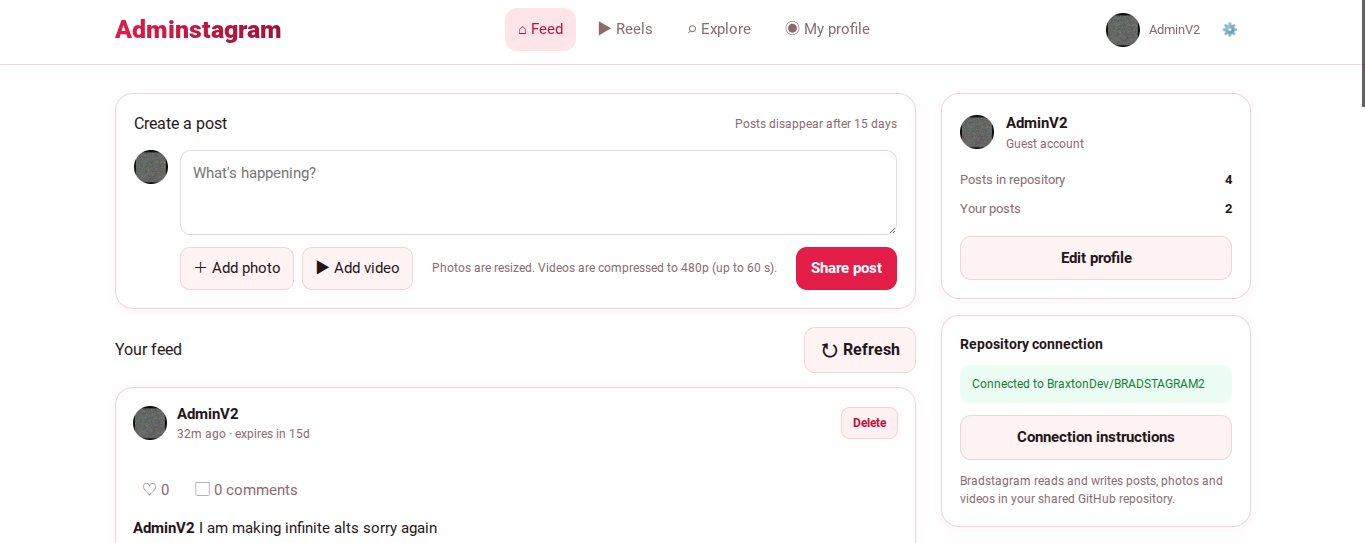 Adminstagram
⌂ Feed
▶ Reels
⌕ Explore
◉ My profile
AdminV2
Create a post
Posts disappear after 15 days
What's happening?
+ Add photo
▶ Add video
Photos are resized. Videos are compressed to 480p (up to 60 s).
Share post
Your feed
↻ Refresh
AdminV2
32m ago · expires in 15d
Delete
♡ 0
0 comments
AdminV2 I am making infinite alts sorry again
AdminV2
Guest account
Posts in repository 4
Your posts 2
Edit profile
Repository connection
Connected to BraxtonDev/BRADSTAGRAM2
Connection instructions
Bradstagram reads and writes posts, photos and
videos in your shared GitHub repository.